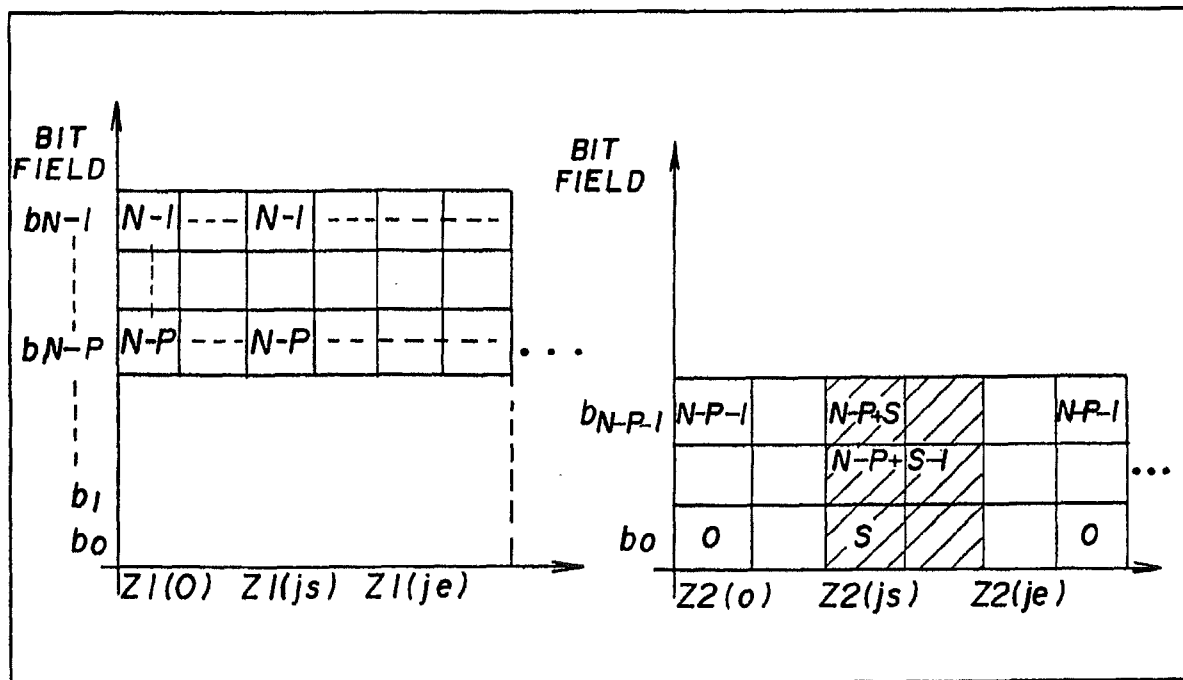 BIT
FIELD
bN-1 N-1 --- N-1 --- --- ---
bN-P N-P --- N-P -- --- --- ...
b1
b0
Z1(0) Z1(js) Z1(je)
BIT
FIELD
bN-P-1 N-P-1 N-P+S N-P-1
N-P+S-1 ...
b0 0 S 0
Z2(0) Z2(js) Z2(je)